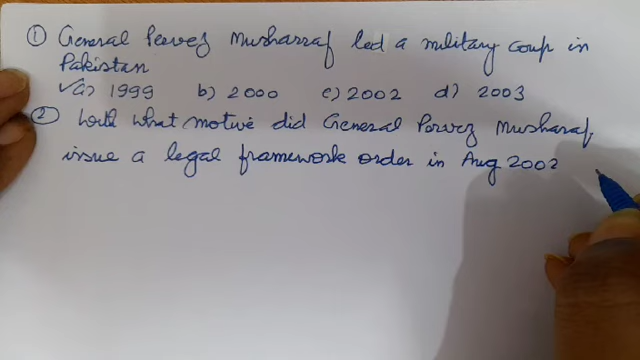 ① General Pervez Musharraf led a military coup in
Pakistan
✓a) 1999 b) 2000 c) 2002 d) 2003
② With what motive did General Pervez Musharaf
issue a legal framework order in Aug 2002